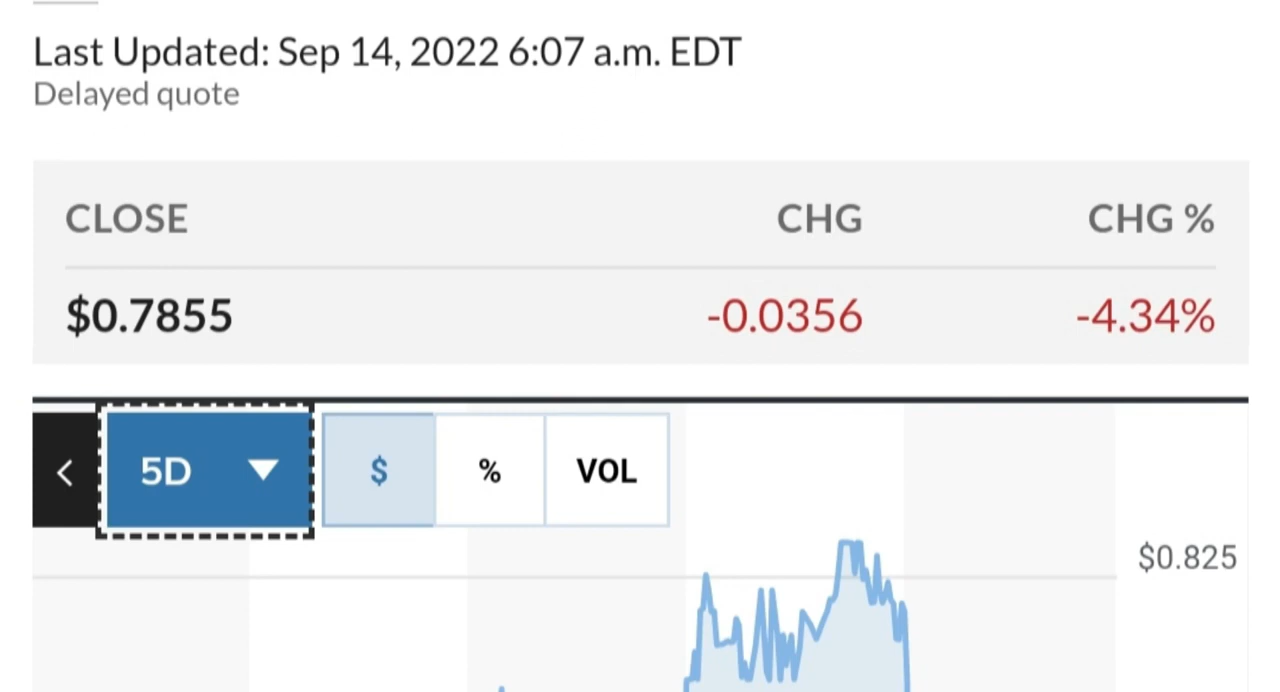 Last Updated: Sep 14, 2022 6:07 a.m. EDT
Delayed quote
CLOSE CHG CHG %
$0.7855 -0.0356 -4.34%
5D $ % VOL
$0.825